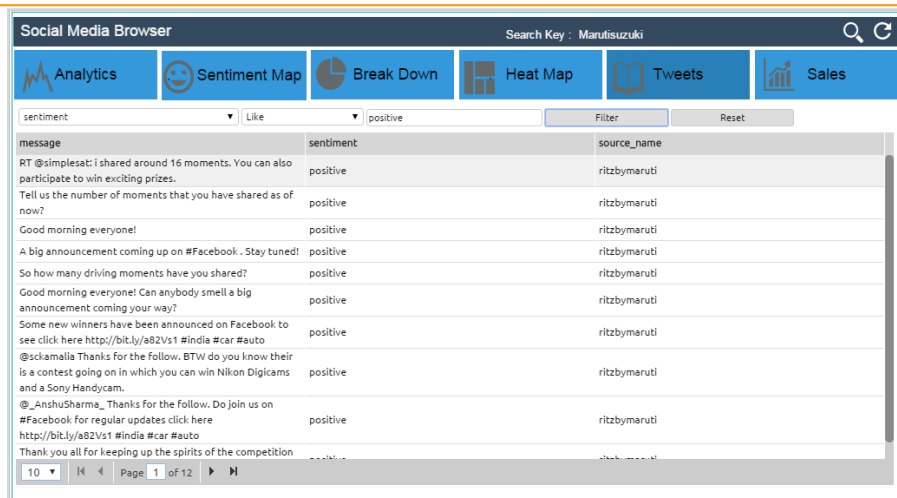 Social Media Browser
Search Key : Marutisuzuki
Analytics
Sentiment Map
Break Down
Heat Map
Tweets
Sales
sentiment
Like
positive
Filter
Reset
message sentiment source_name
RT @simplesat: i shared around 16 moments. You can also
participate to win exciting prizes.
positive ritzbymaruti
Tell us the number of moments that you have shared as of
now?
positive ritzbymaruti
Good morning everyone! positive ritzbymaruti
A big announcement coming up on #Facebook . Stay tuned! positive ritzbymaruti
So how many driving moments have you shared? positive ritzbymaruti
Good morning everyone! Can anybody smell a big
announcement coming your way?
positive ritzbymaruti
Some new winners have been announced on Facebook to
see click here http://bit.ly/a82Vs1 #india #car #auto
positive ritzbymaruti
@sckamalia Thanks for the follow. BTW do you know their
is a contest going on in which you can win Nikon Digicams
and a Sony Handycam.
positive ritzbymaruti
@_AnshuSharma_ Thanks for the follow. Do join us on
#Facebook for regular updates click here
http://bit.ly/a82Vs1 #india #car #auto
positive ritzbymaruti
Thank you all for keeping up the spirits of the competition
10 Page 1 of 12